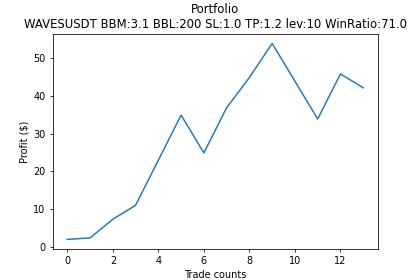 Portfolio
WAVESUSDT BBM:3.1 BBL:200 SL:1.0 TP:1.2 lev:10 WinRatio:71.0
50
40
30
20
10
0
Profit ($)
0 2 4 6 8 10 12
Trade counts